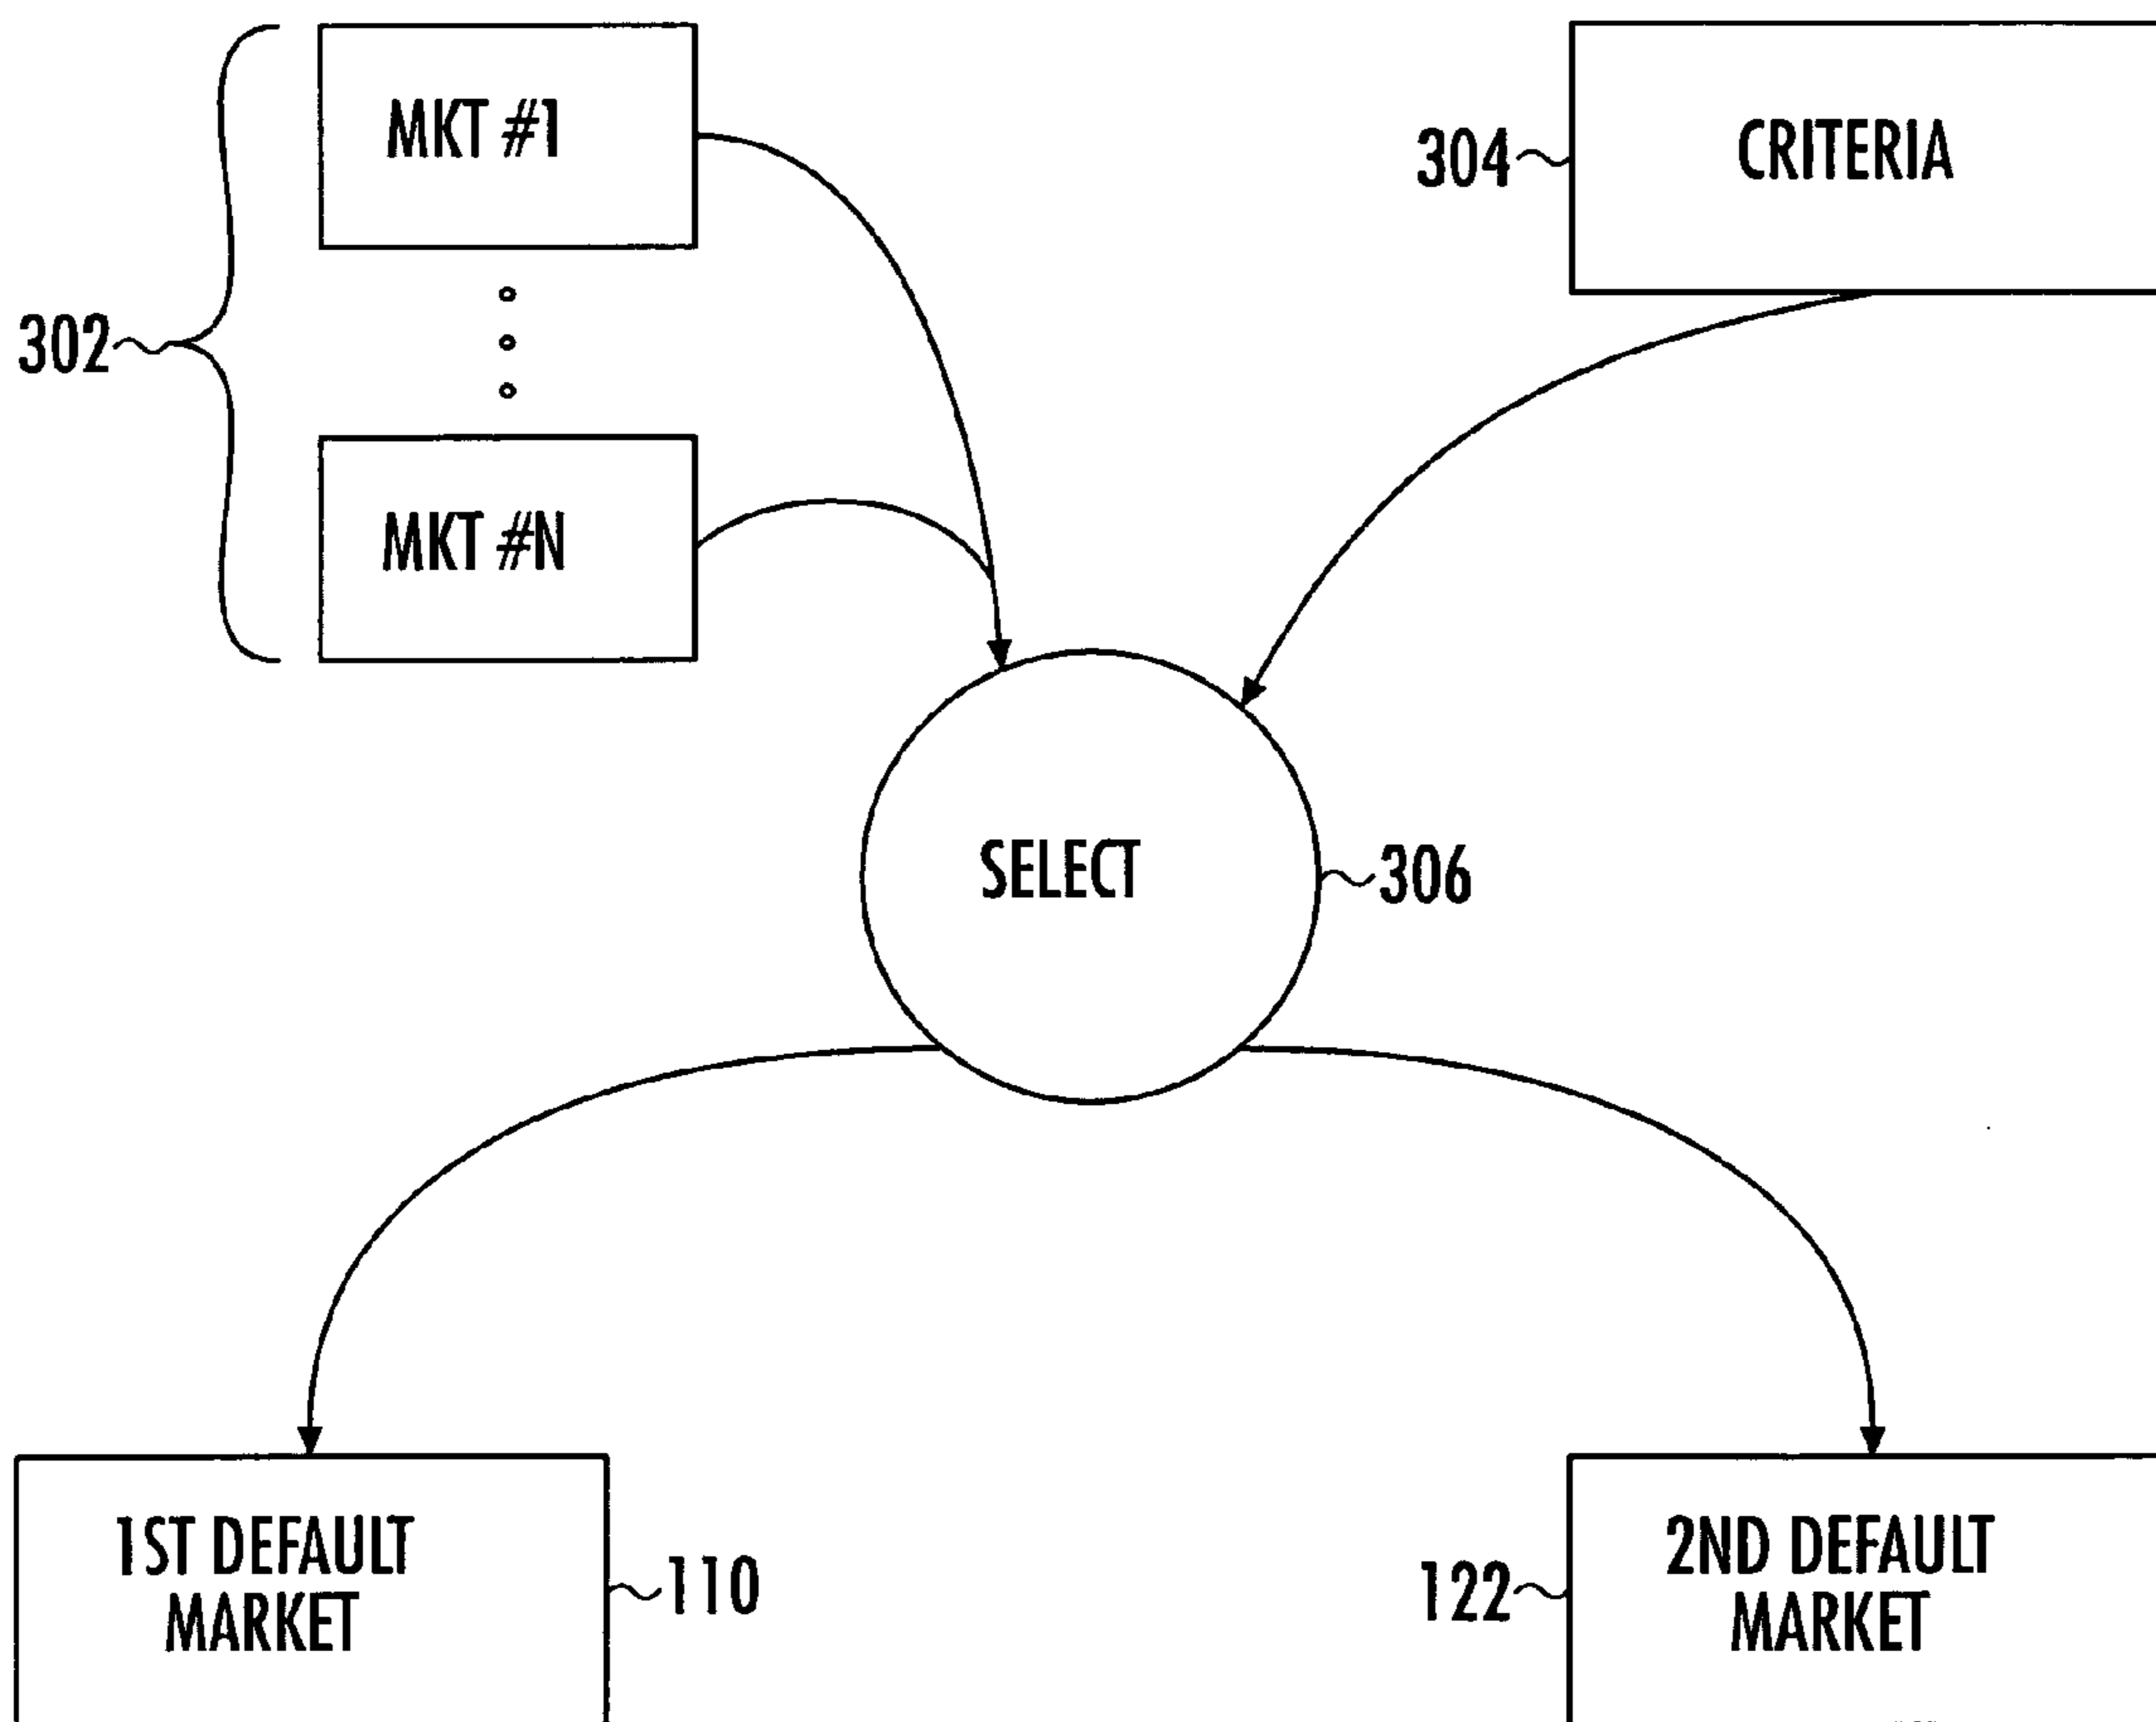 MKT #1
304
CRITERIA
302
MKT #N
SELECT
306
1ST DEFAULT
MARKET
110
122
2ND DEFAULT
MARKET